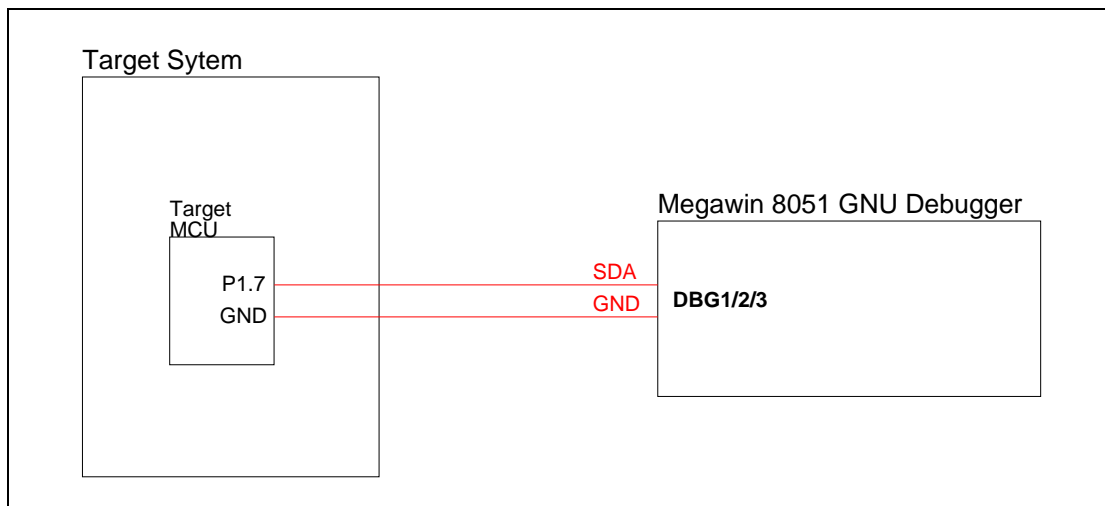 Target Sytem
Target
MCU
P1.7
GND
SDA
GND
Megawin 8051 GNU Debugger
DBG1/2/3